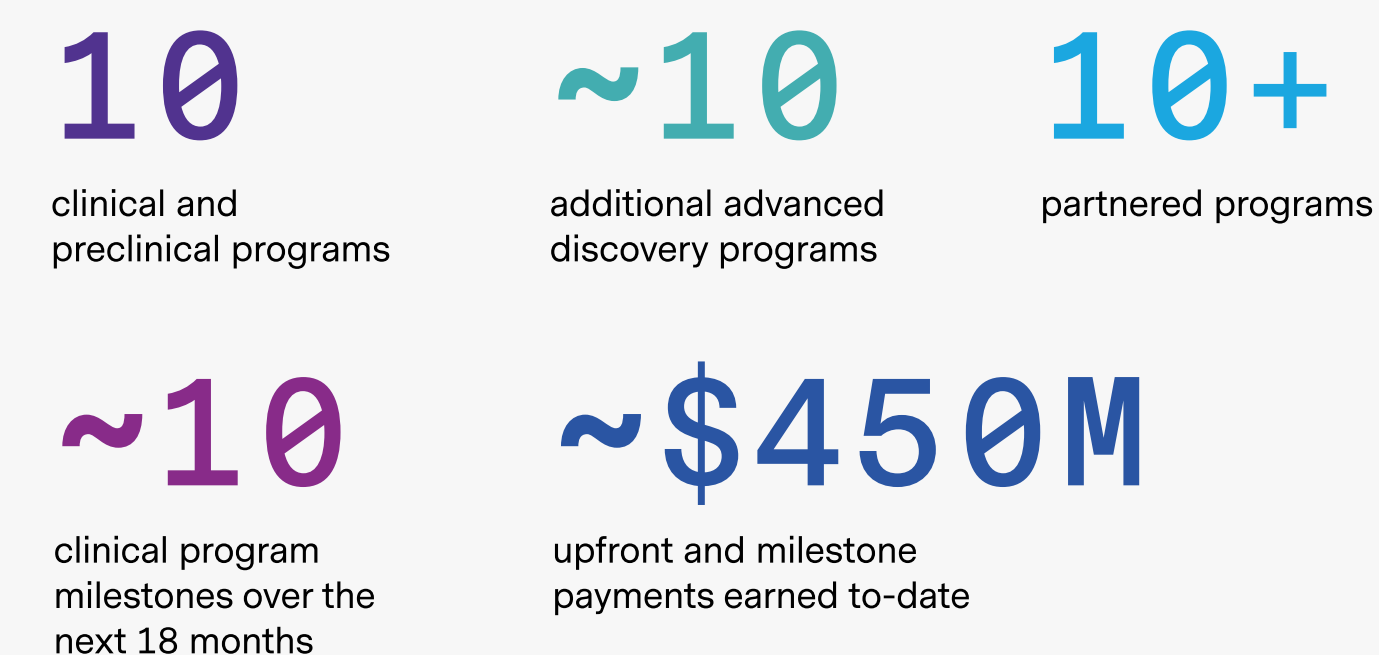 10
clinical and
preclinical programs
~10
additional advanced
discovery programs
10+
partnered programs
~10
clinical program
milestones over the
next 18 months
~$450M
upfront and milestone
payments earned to-date